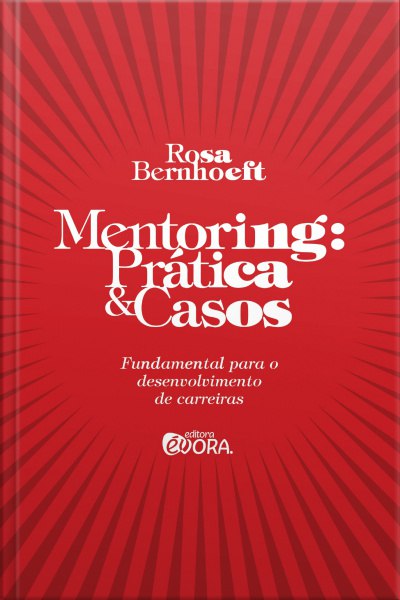 Rosa
Bernhoeft
Mentoring:
Prática
&Casos
Fundamental para o
desenvolvimento
de carreiras
editora
évORA.